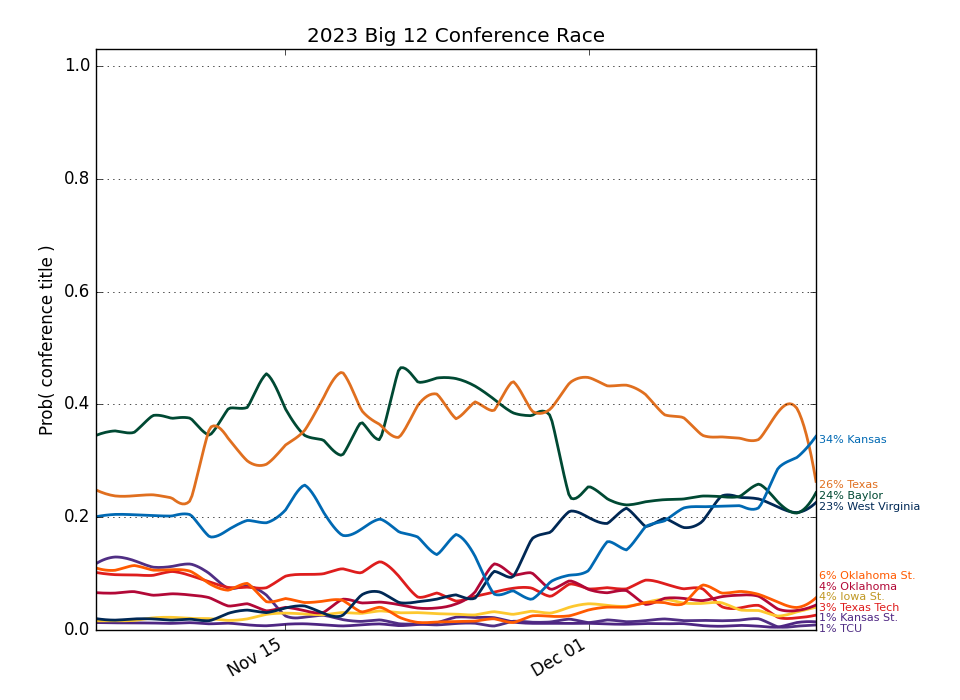 2023 Big 12 Conference Race
Prob( conference title )
1.0
0.8
0.6
0.4
0.2
0.0
Nov 15
Dec 01
34% Kansas
26% Texas
24% Baylor
23% West Virginia
6% Oklahoma St.
4% Oklahoma
4% Iowa St.
3% Texas Tech
1% Kansas St.
1% TCU